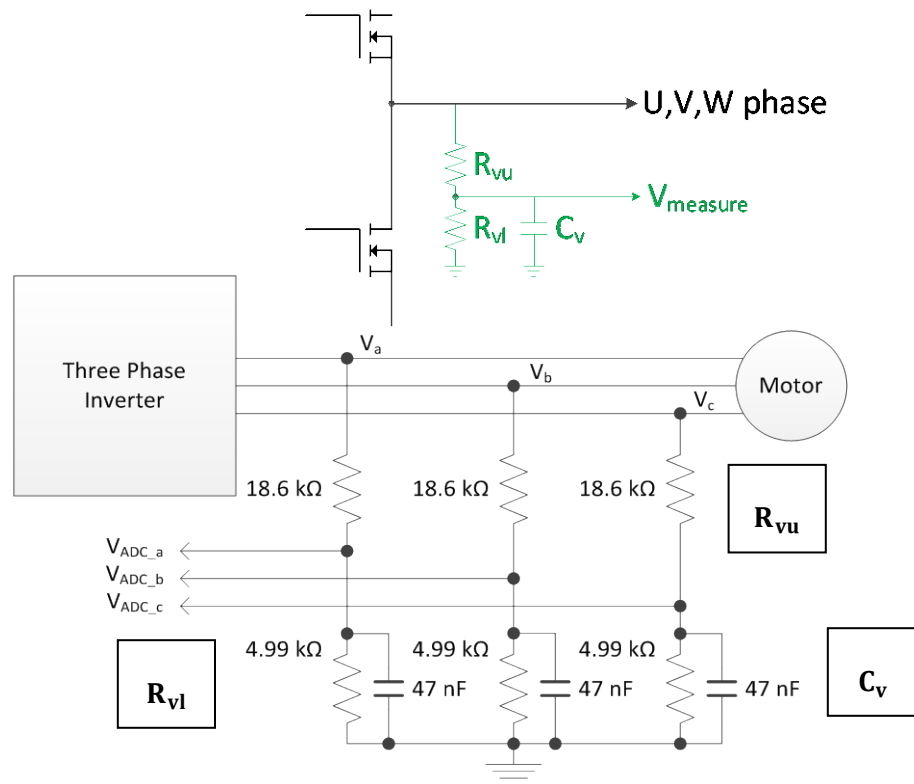 U,V,W phase
Rvu
Vmeasure
Rvl
Cv
Three Phase
Inverter
Va
Vb
Vc
Motor
18.6 kΩ
18.6 kΩ
18.6 kΩ
Rvu
VADC_a
VADC_b
VADC_c
4.99 kΩ
4.99 kΩ
4.99 kΩ
Rvl
47 nF
47 nF
47 nF
Cv